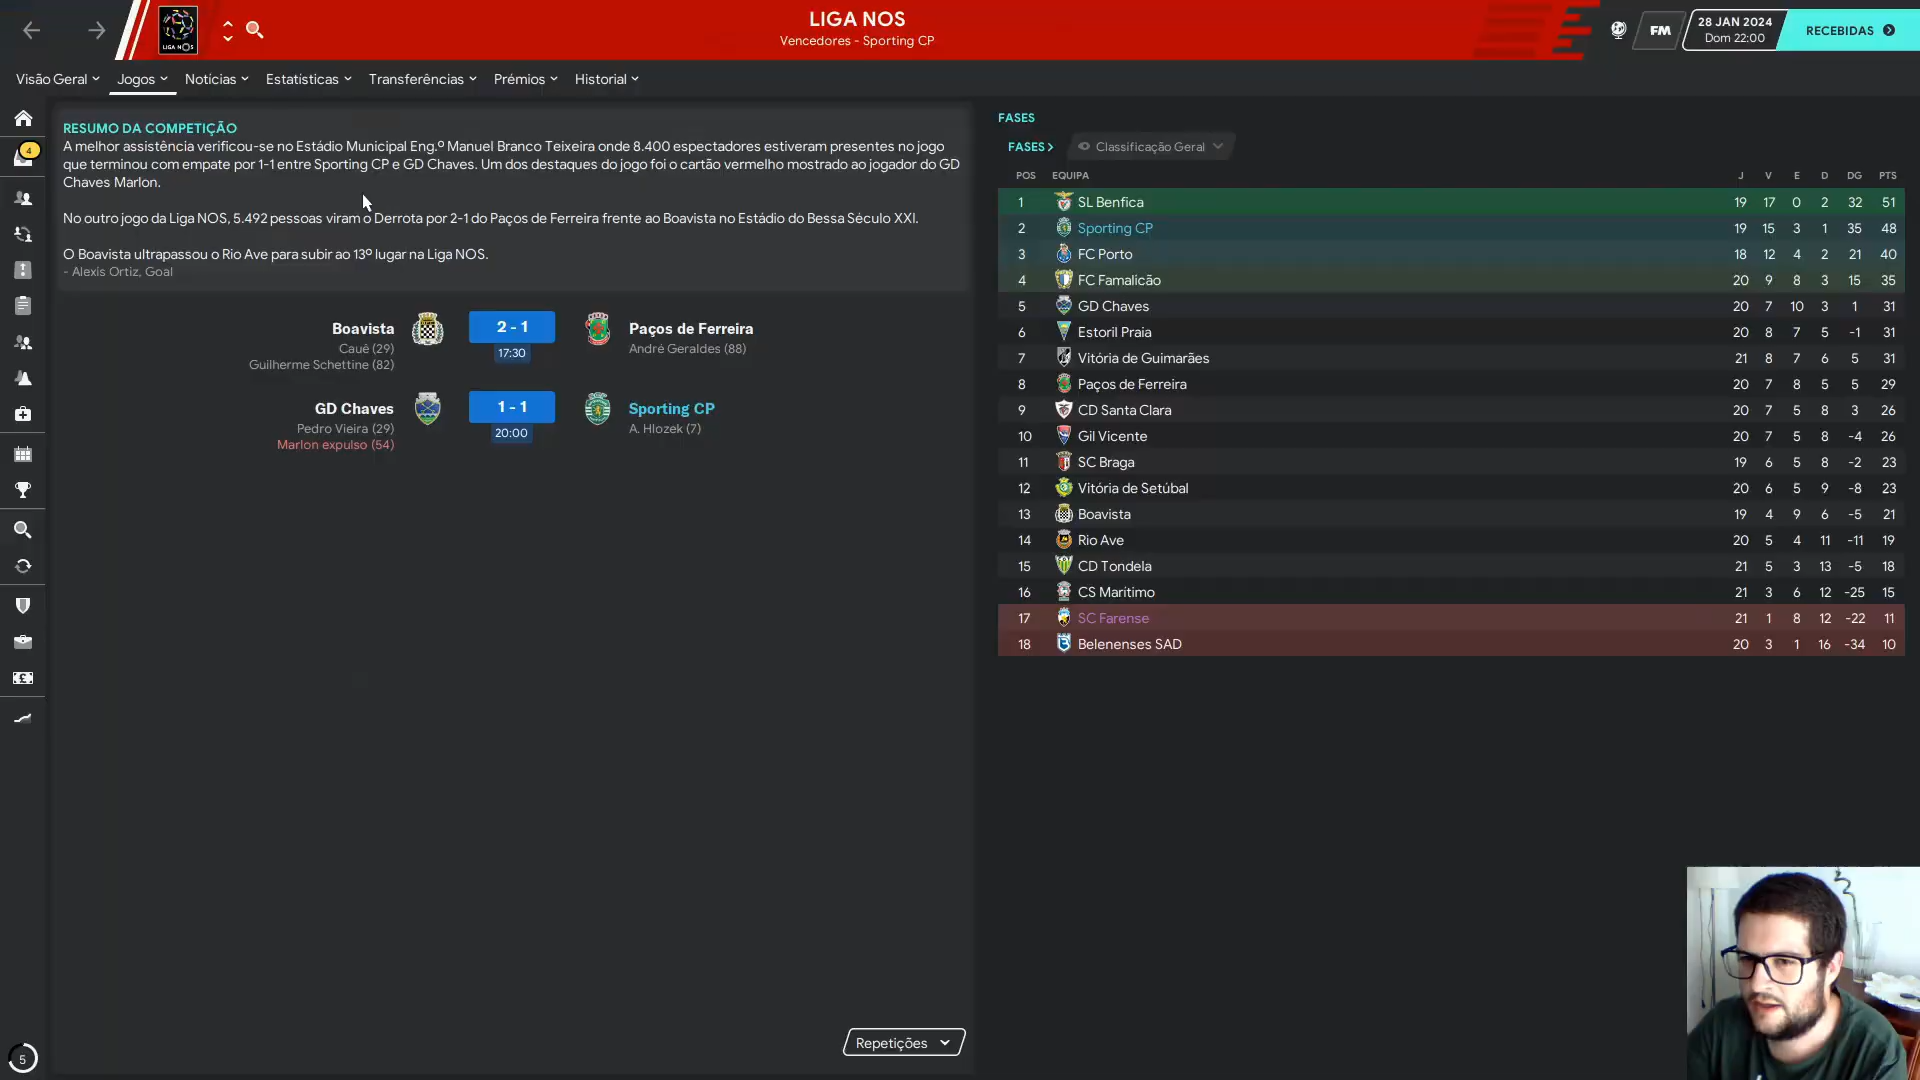 LIGA NOS
Vencedores - Sporting CP
LIGA NOS
FM
28 JAN 2024
Dom 22:00
RECEBIDAS
Visão Geral
Jogos
Notícias
Estatísticas
Transferências
Prémios
Historial
4
RESUMO DA COMPETIÇÃO
A melhor assistência verificou-se no Estádio Municipal Eng.º Manuel Branco Teixeira onde 8.400 espectadores estiveram presentes no jogo
que terminou com empate por 1-1 entre Sporting CP e GD Chaves. Um dos destaques do jogo foi o cartão vermelho mostrado ao jogador do GD
Chaves Marlon.
No outro jogo da Liga NOS, 5.492 pessoas viram o Derrota por 2-1 do Paços de Ferreira frente ao Boavista no Estádio do Bessa Século XXI.
O Boavista ultrapassou o Rio Ave para subir ao 13º lugar na Liga NOS.
- Alexis Ortiz, Goal
Boavista 2 - 1 Paços de Ferreira
Cauê (29) 17:30 André Geraldes (88)
Guilherme Schettine (82)
GD Chaves 1 - 1 Sporting CP
Pedro Vieira (29) 20:00 A. Hlozek (7)
Marlon expulso (54)
Repetições
5
FASES
FASES
Classificação Geral
POS EQUIPA J V E D DG PTS
1 SL Benfica 19 17 0 2 32 51
2 Sporting CP 19 15 3 1 35 48
3 FC Porto 18 12 4 2 21 40
4 FC Famalicão 20 9 8 3 15 35
5 GD Chaves 20 7 10 3 1 31
6 Estoril Praia 20 8 7 5 -1 31
7 Vitória de Guimarães 21 8 7 6 5 31
8 Paços de Ferreira 20 7 8 5 5 29
9 CD Santa Clara 20 7 5 8 3 26
10 Gil Vicente 20 7 5 8 -4 26
11 SC Braga 19 6 5 8 -2 23
12 Vitória de Setúbal 20 6 5 9 -8 23
13 Boavista 19 4 9 6 -5 21
14 Rio Ave 20 5 4 11 -11 19
15 CD Tondela 21 5 3 13 -5 18
16 CS Marítimo 21 3 6 12 -25 15
17 SC Farense 21 1 8 12 -22 11
18 Belenenses SAD 20 3 1 16 -34 10